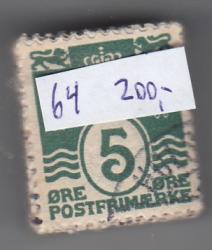 64 200,-
5
ØRE ØRE
POSTFRIMÆRKE